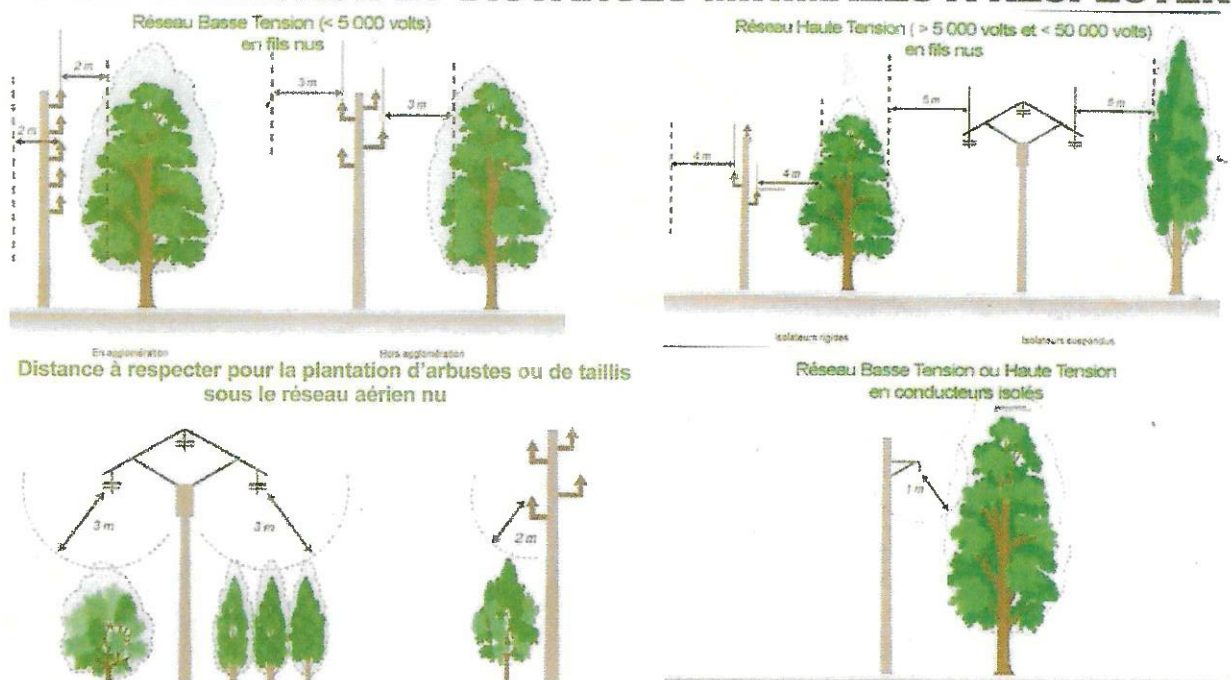 DISTANCES MINIMALES À RESPECTER
Réseau Basse Tension (< 5 000 volts)
en fils nus
2 m
2 m
3 m
3 m
En agglomération
Hors agglomération
Réseau Haute Tension ( > 5 000 volts et < 50 000 volts)
en fils nus
4 m
4 m
5 m
5 m
Isolateurs rigides
Isolateurs suspendus
Distance à respecter pour la plantation d'arbustes ou de taillis
sous le réseau aérien nu
3 m
3 m
2 m
Réseau Basse Tension ou Haute Tension
en conducteurs isolés
1 m